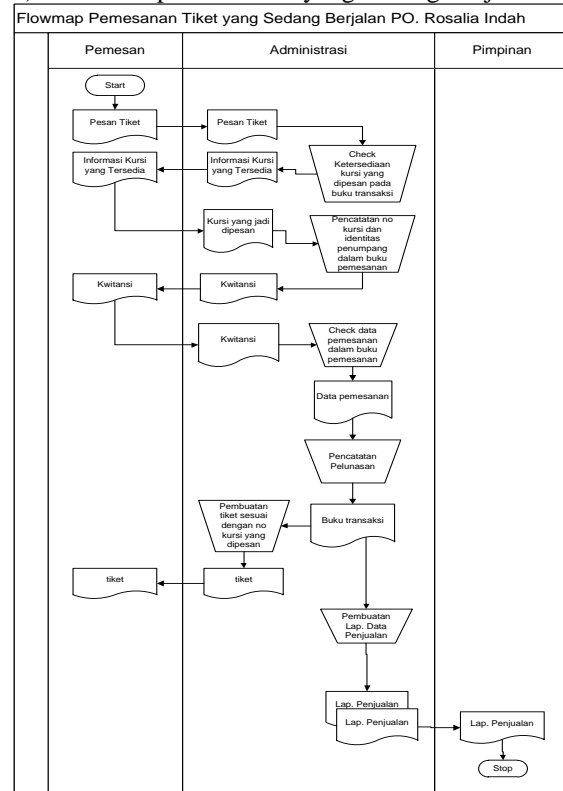 Flowmap Pemesanan Tiket yang Sedang Berjalan PO. Rosalia Indah
Pemesan
Administrasi
Pimpinan
Start
Pesan Tiket
Pesan Tiket
Check
Ketersediaan
kursi yang
dipesan pada
buku transaksi
Informasi Kursi
yang Tersedia
Informasi Kursi
yang Tersedia
Kursi yang jadi
dipesan
Pencatatan no
kursi dan
identitas
penumpang
dalam buku
pemesanan
Kwitansi
Kwitansi
Kwitansi
Check data
pemesanan
dalam buku
pemesanan
Data pemesanan
Pencatatan
Pelunasan
Buku transaksi
Pembuatan
tiket sesuai
dengan no
kursi yang
dipesan
tiket
tiket
Pembuatan
Lap. Data
Penjualan
Lap. Penjualan
Lap. Penjualan
Lap. Penjualan
Stop